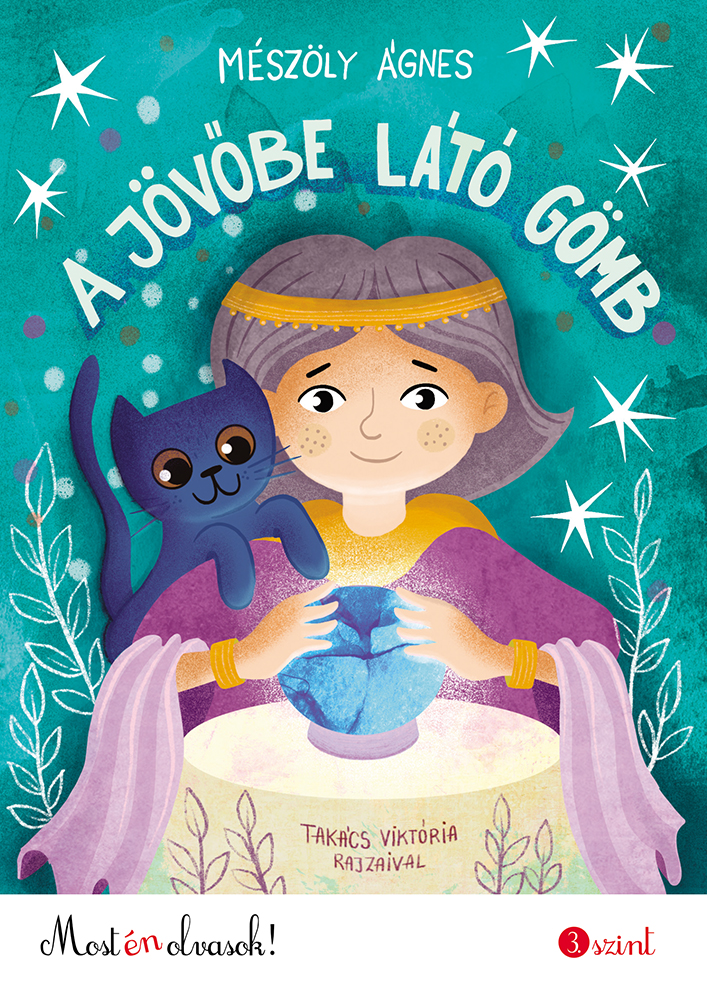 MÉSZÖLY ÁGNES
A JÖVŐBE LÁTÓ GÖMB
TAKÁCS VIKTÓRIA
RAJZAIVAL
Most én olvasok!
3. szint